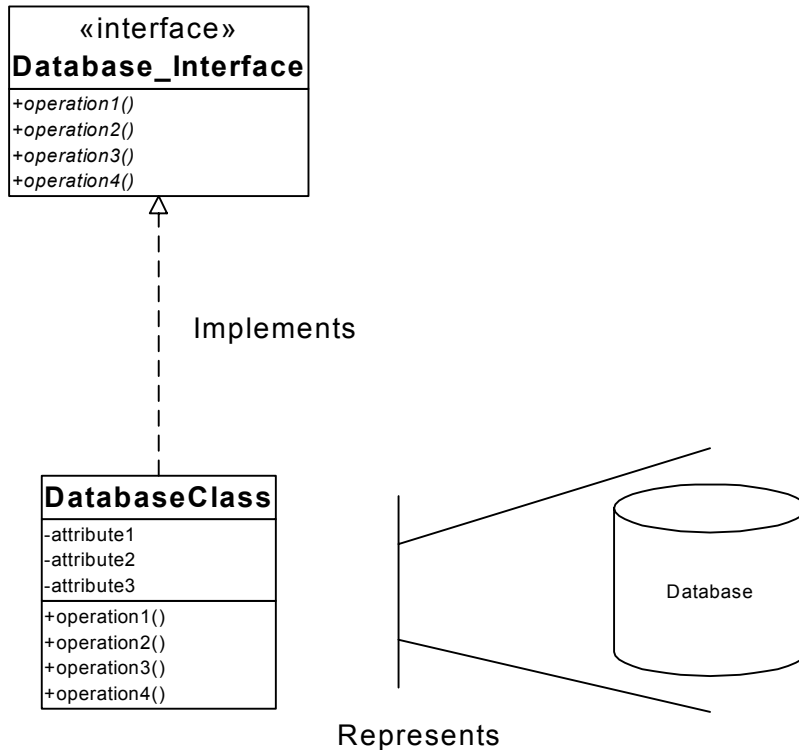 «interface»
Database_Interface
+operation1()
+operation2()
+operation3()
+operation4()
Implements
DatabaseClass
-attribute1
-attribute2
-attribute3
+operation1()
+operation2()
+operation3()
+operation4()
Database
Represents